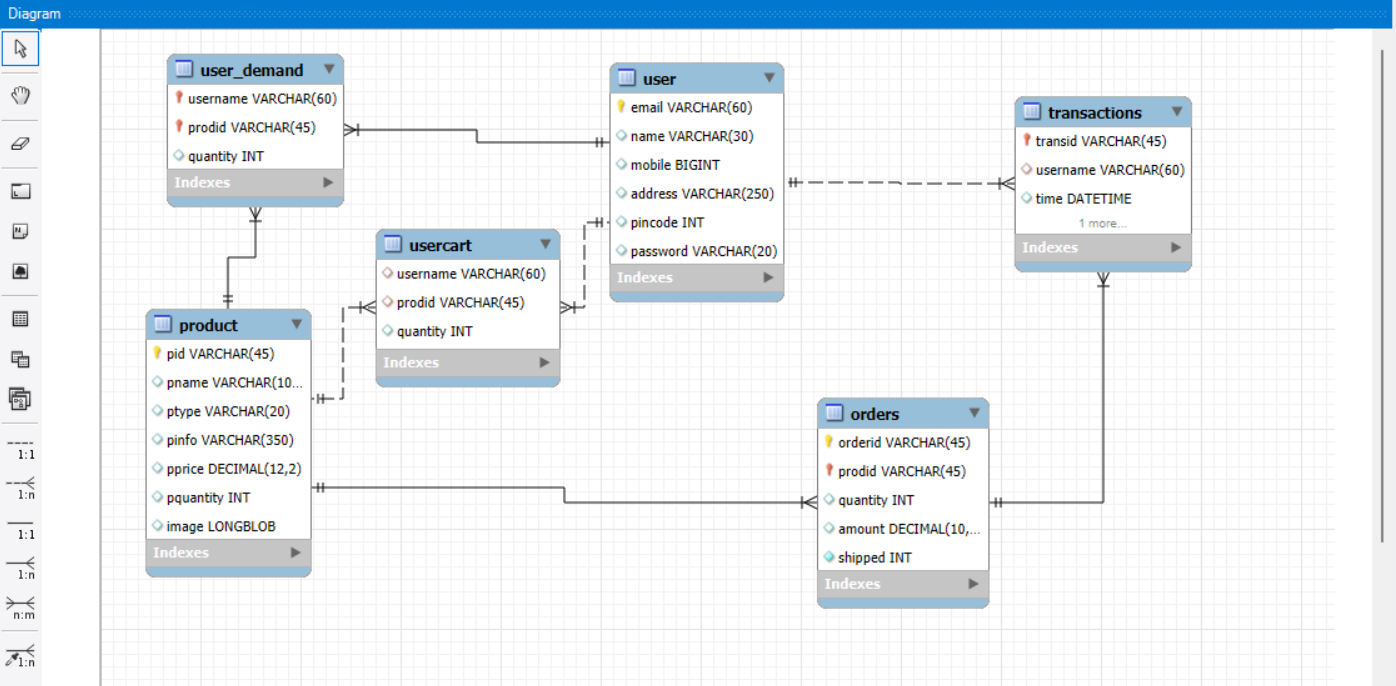 Diagram
user_demand
username VARCHAR(60)
prodid VARCHAR(45)
quantity INT
Indexes
user
email VARCHAR(60)
name VARCHAR(30)
mobile BIGINT
address VARCHAR(250)
pincode INT
password VARCHAR(20)
Indexes
transactions
transid VARCHAR(45)
username VARCHAR(60)
time DATETIME
1 more...
Indexes
usercart
username VARCHAR(60)
prodid VARCHAR(45)
quantity INT
Indexes
product
pid VARCHAR(45)
pname VARCHAR(10...
ptype VARCHAR(20)
pinfo VARCHAR(350)
pprice DECIMAL(12,2)
pquantity INT
image LONGBLOB
Indexes
orders
orderid VARCHAR(45)
prodid VARCHAR(45)
quantity INT
amount DECIMAL(10,...
shipped INT
Indexes
1:1
1:n
1:1
1:n
n:m
1:n